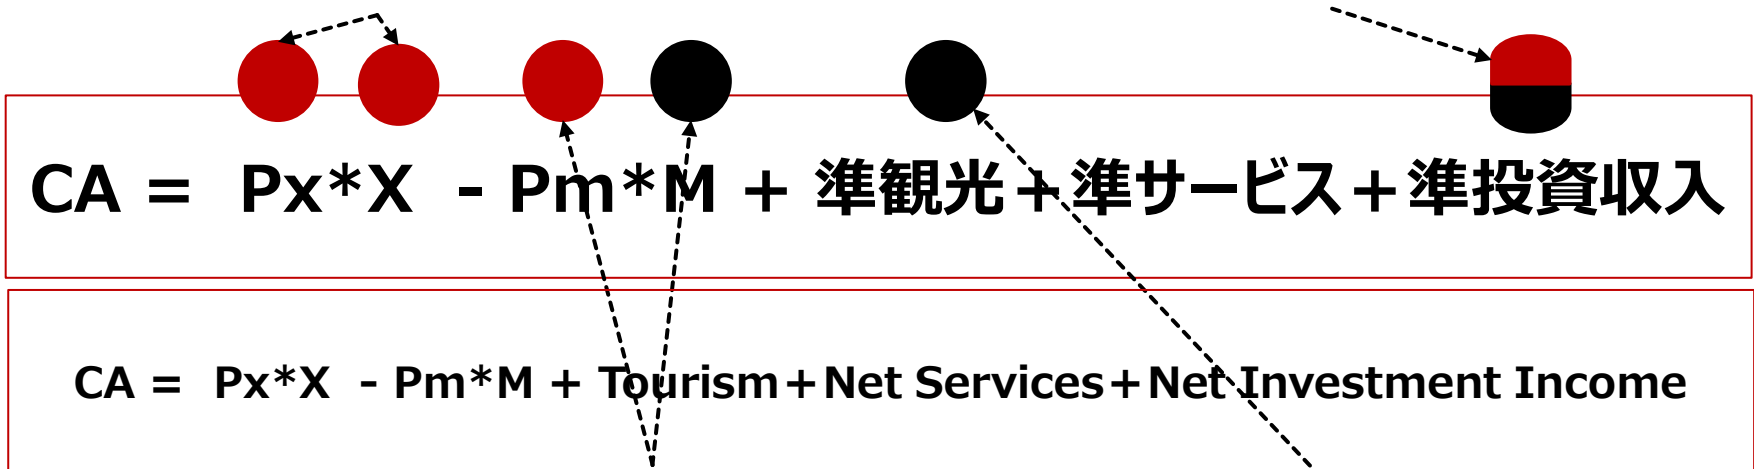 CA = Px*X - Pm*M + 準観光+準サービス+準投資収入
CA = Px*X - Pm*M + Tourism+Net Services+Net Investment Income